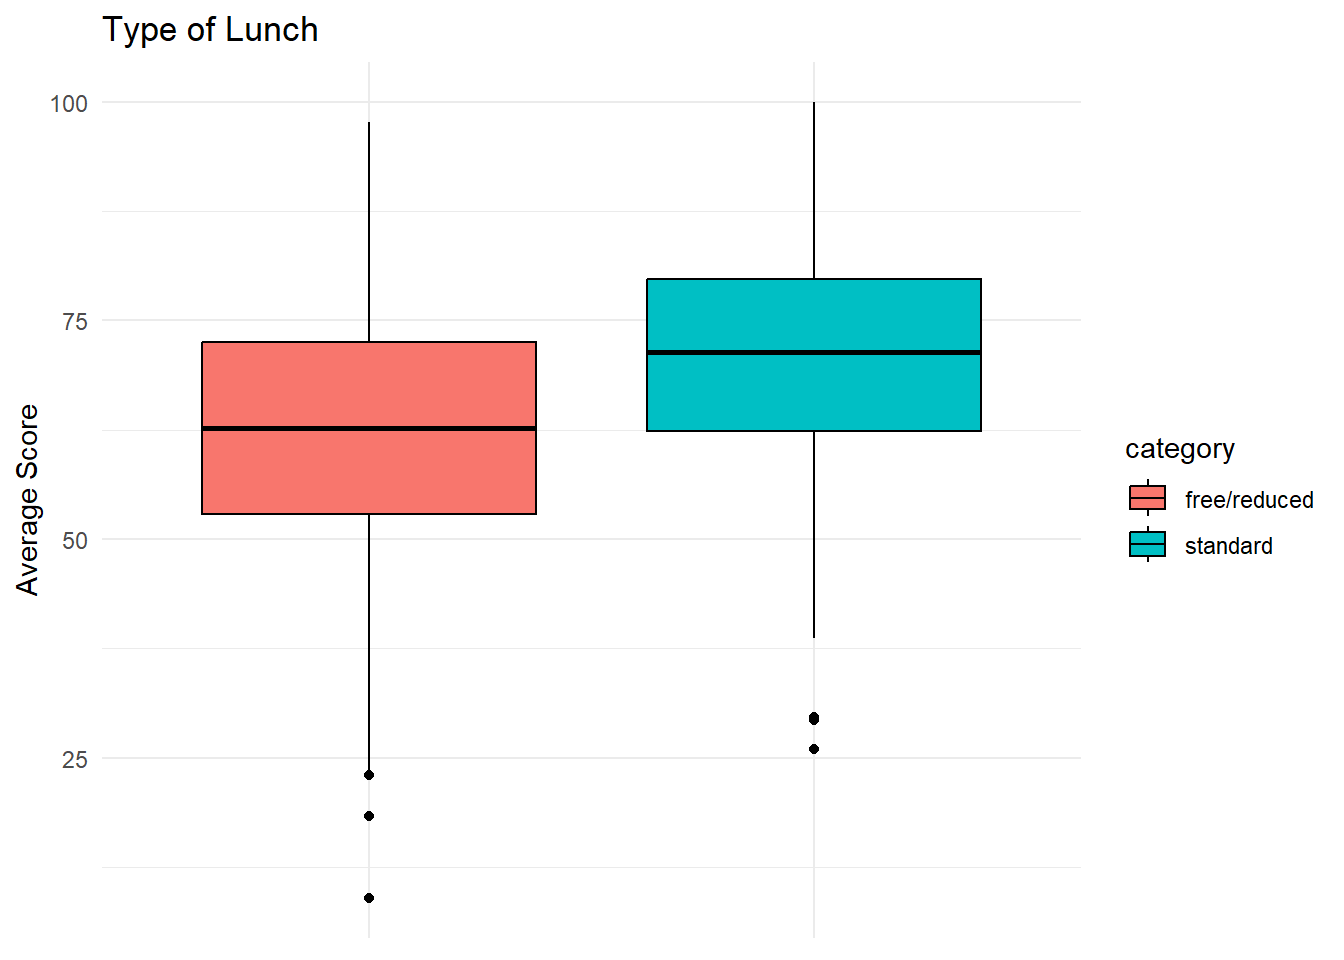 Type of Lunch
100
75
50
25
Average Score
category
free/reduced
standard